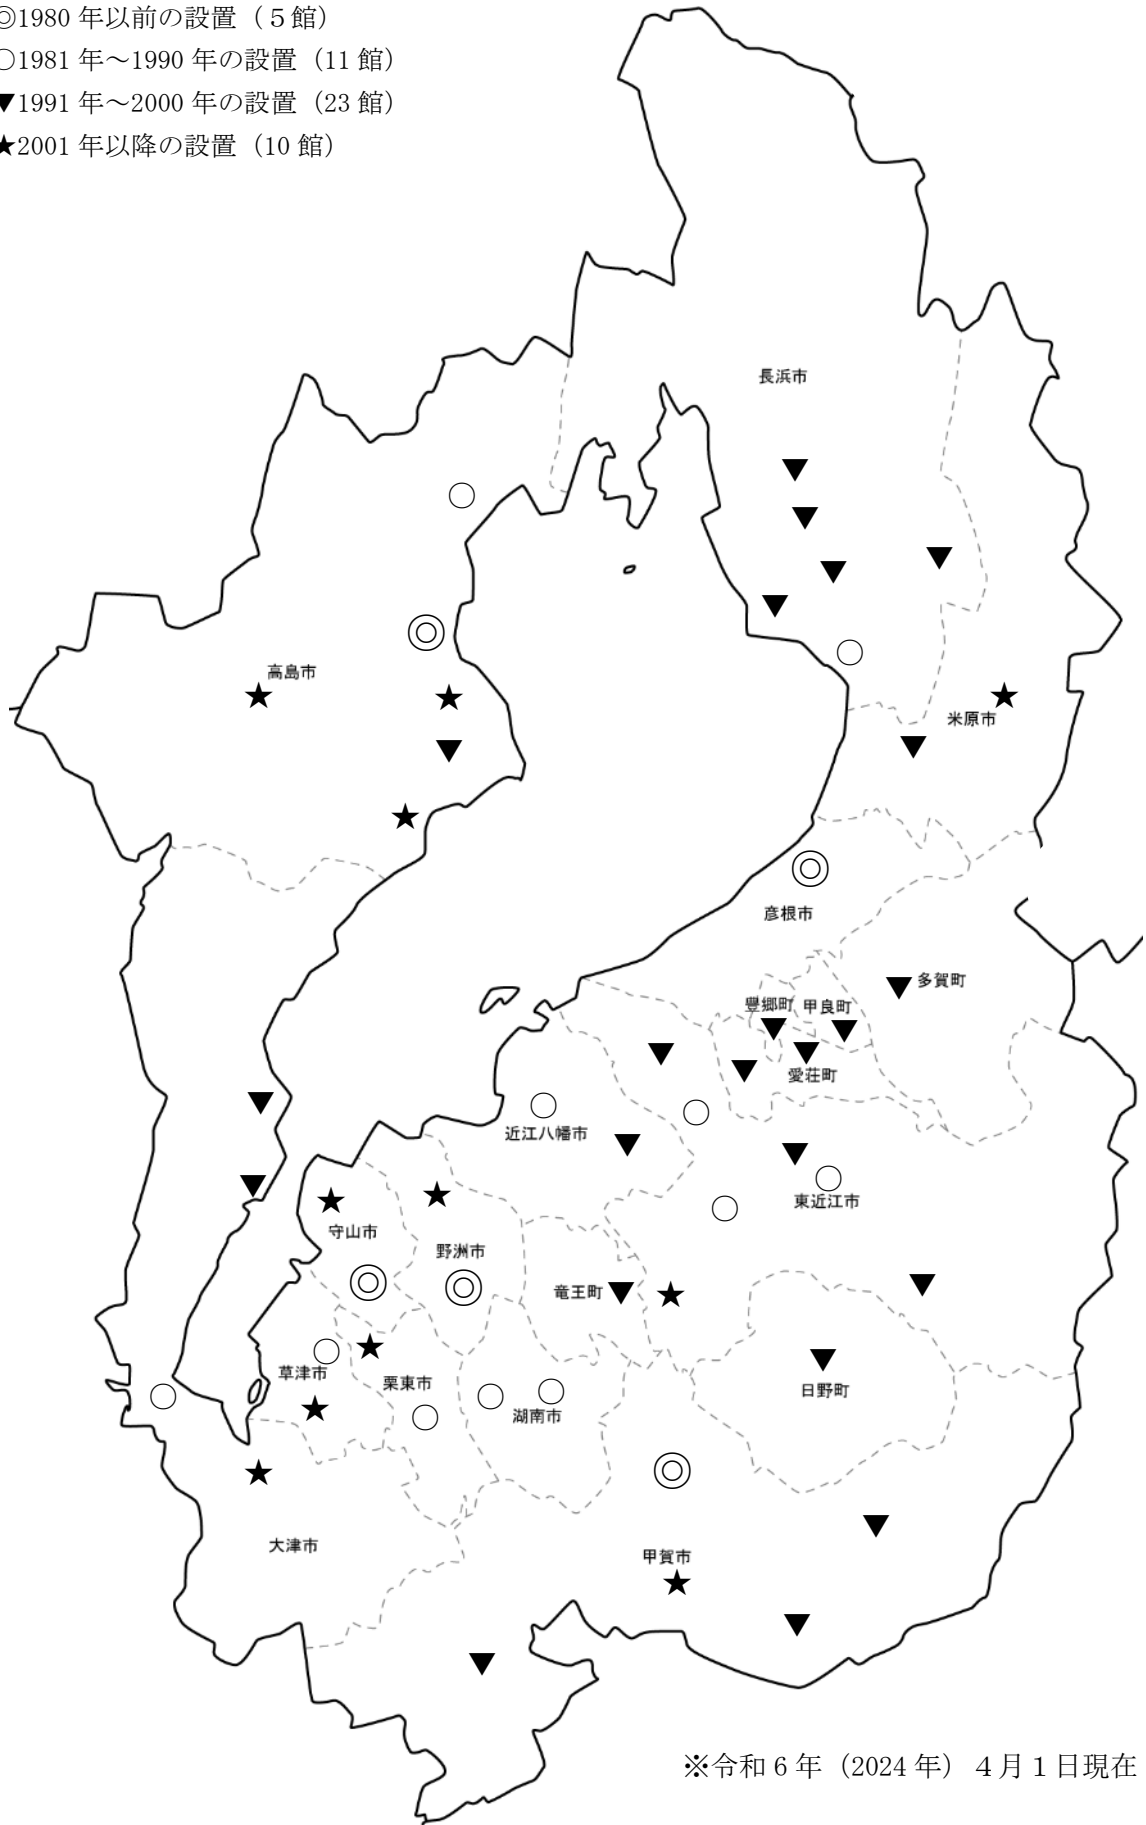 ◎1980 年以前の設置（５館）
○1981 年～1990 年の設置（11 館）
▼1991 年～2000 年の設置（23 館）
★2001 年以降の設置（10 館）
長浜市
高島市
米原市
彦根市
多賀町
豊郷町
甲良町
愛荘町
近江八幡市
東近江市
守山市
野洲市
竜王町
草津市
栗東市
日野町
湖南市
大津市
甲賀市
※令和 6 年（2024 年）４月１日現在